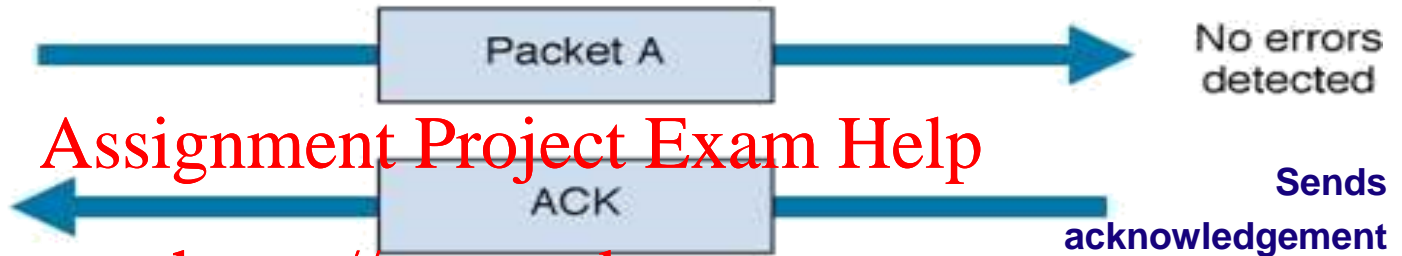 Packet A
No errors
detected
Assignment Project Exam Help
ACK
Sends
acknowledgement